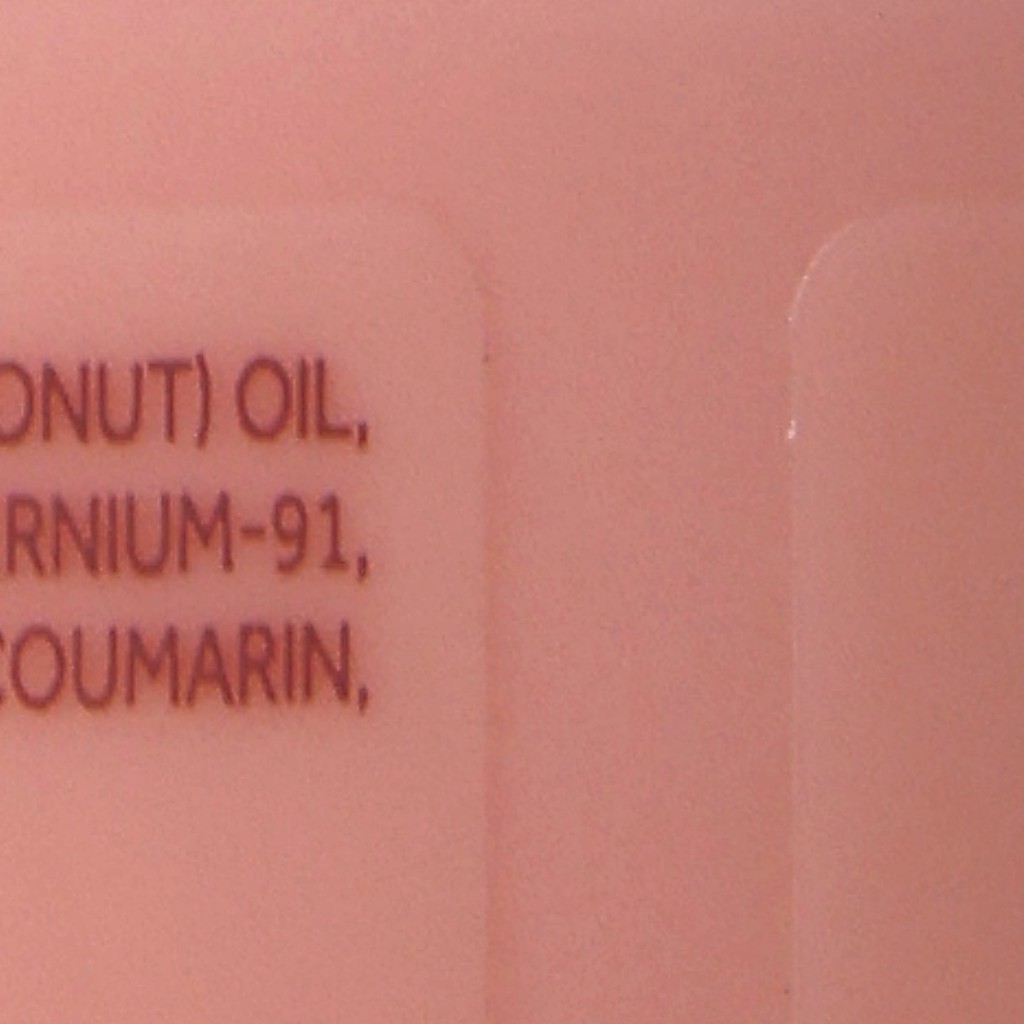 ONUT) OIL,
RNIUM-91,
COUMARIN,